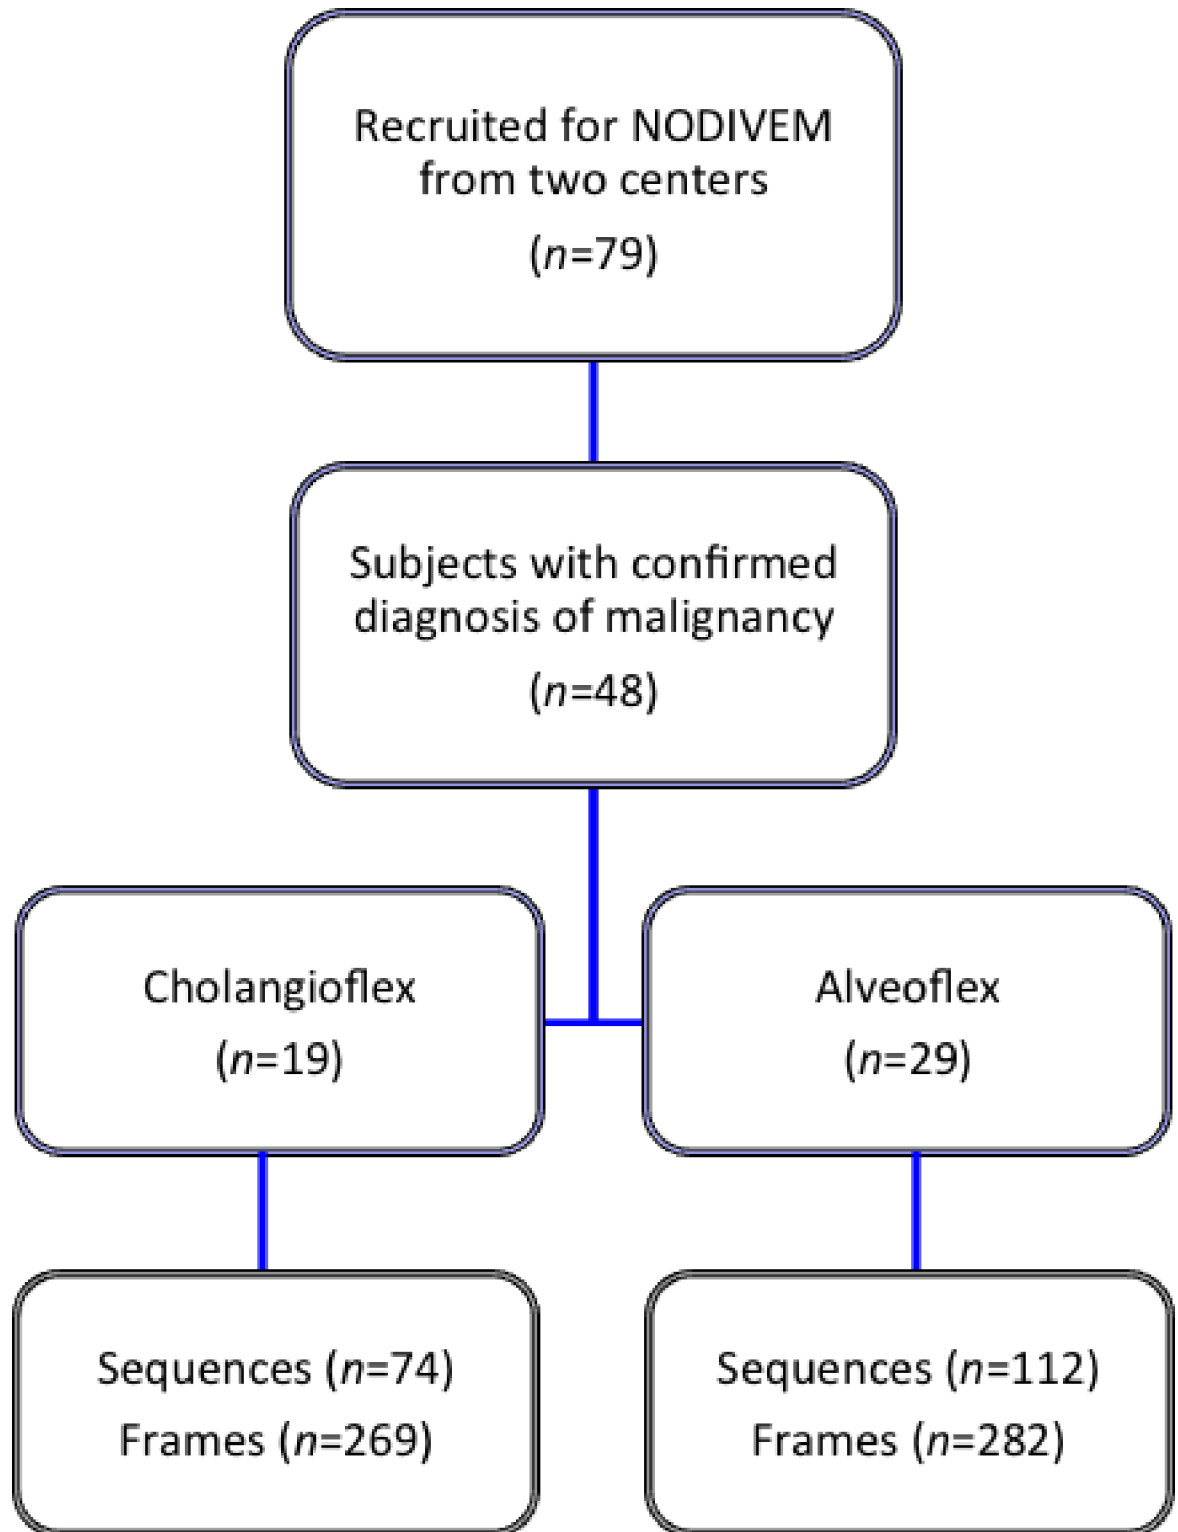 Recruited for NODIVEM
from two centers
(n=79)
Subjects with confirmed
diagnosis of malignancy
(n=48)
Cholangioflex
(n=19)
Alveoflex
(n=29)
Sequences (n=74)
Frames (n=269)
Sequences (n=112)
Frames (n=282)